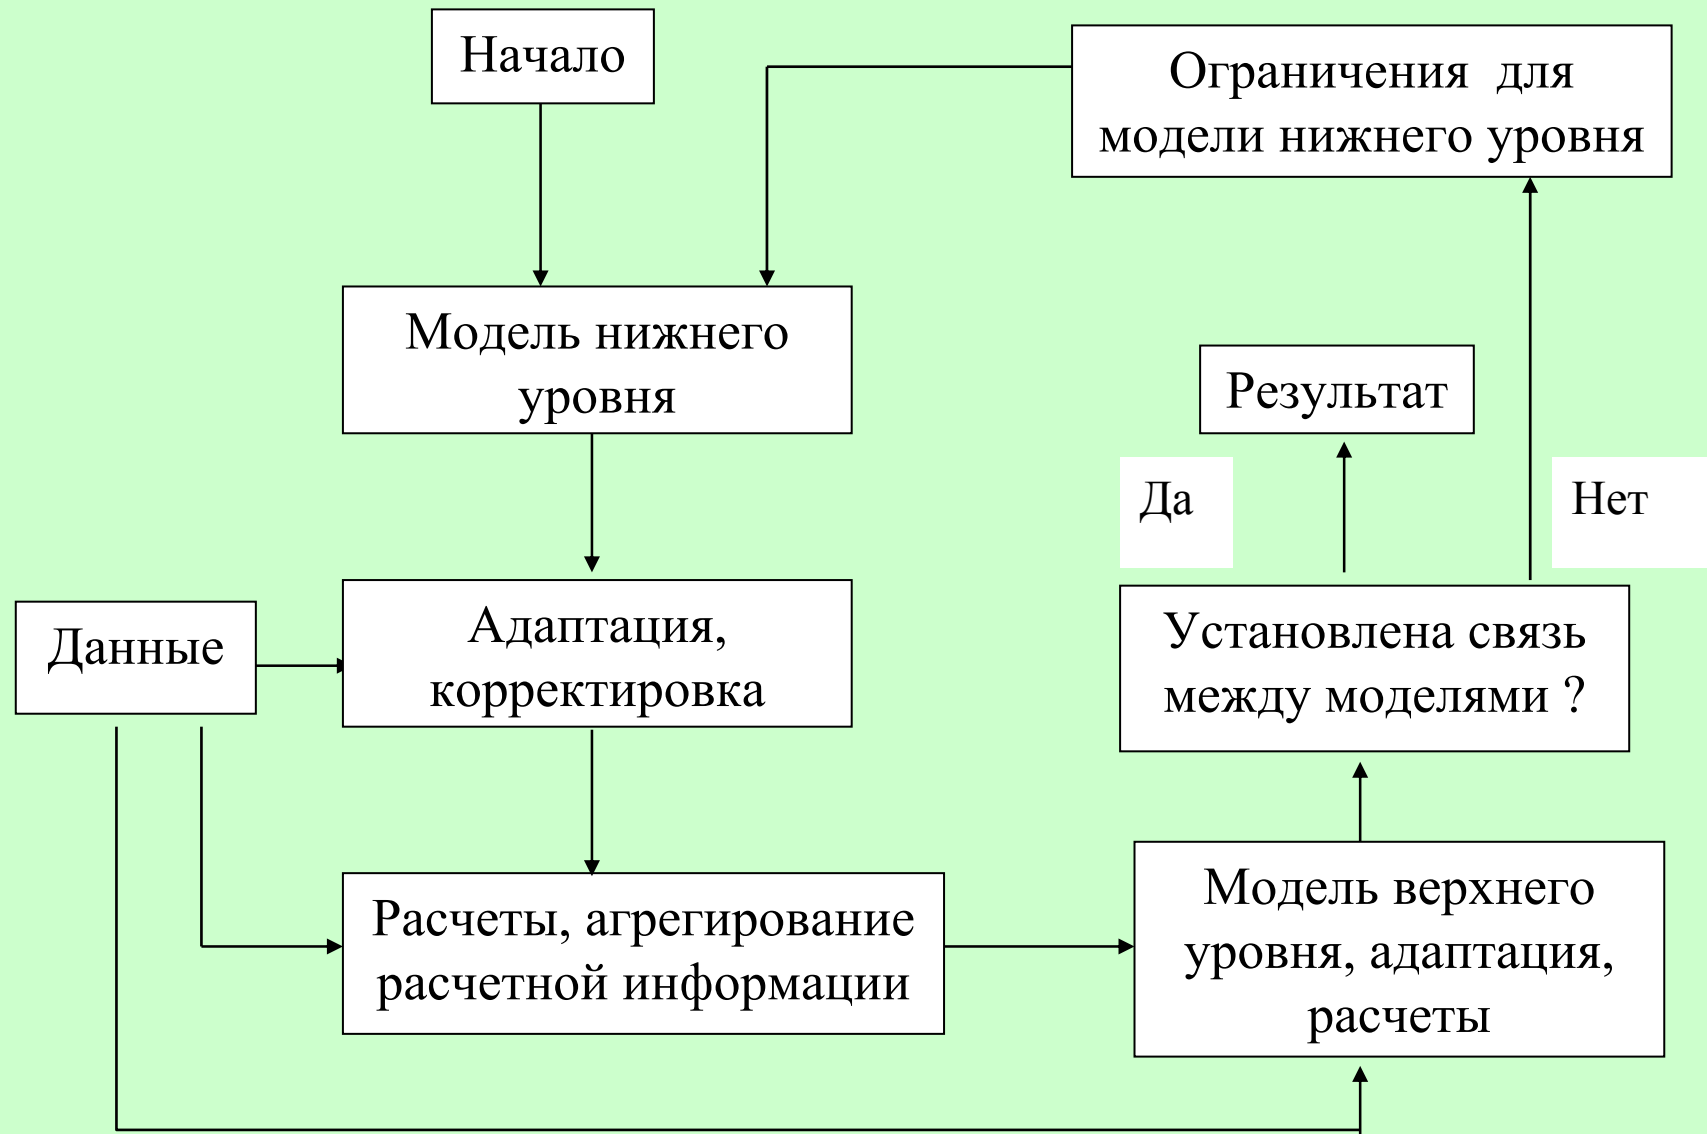 Начало
Ограничения для
модели нижнего уровня
Модель нижнего
уровня
Результат
Да
Нет
Данные
Адаптация,
корректировка
Установлена связь
между моделями ?
Расчеты, агрегирование
расчетной информации
Модель верхнего
уровня, адаптация,
расчеты